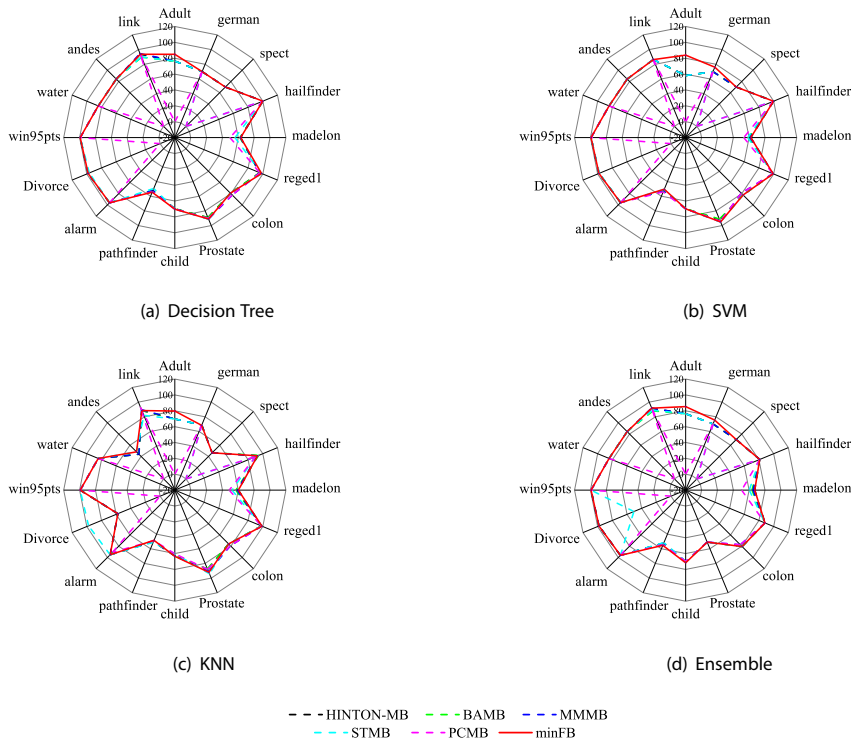 Adult
german
spect
hailfinder
madelon
reged1
colon
Prostate
child
pathfinder
alarm
Divorce
win95pts
water
andes
link
120
100
80
60
40
20
0
(a) Decision Tree
Adult
german
spect
hailfinder
madelon
reged1
colon
Prostate
child
pathfinder
alarm
Divorce
win95pts
water
andes
link
120
100
80
60
40
20
(b) SVM
Adult
german
spect
hailfinder
madelon
reged1
colon
Prostate
child
pathfinder
alarm
Divorce
win95pts
water
andes
link
120
100
80
60
40
20
(c) KNN
Adult
german
spect
hailfinder
madelon
reged1
colon
Prostate
child
pathfinder
alarm
Divorce
win95pts
water
andes
link
120
100
80
60
40
20
(d) Ensemble
HINTON-MB BAMB MMMB
STMB PCMB minFB